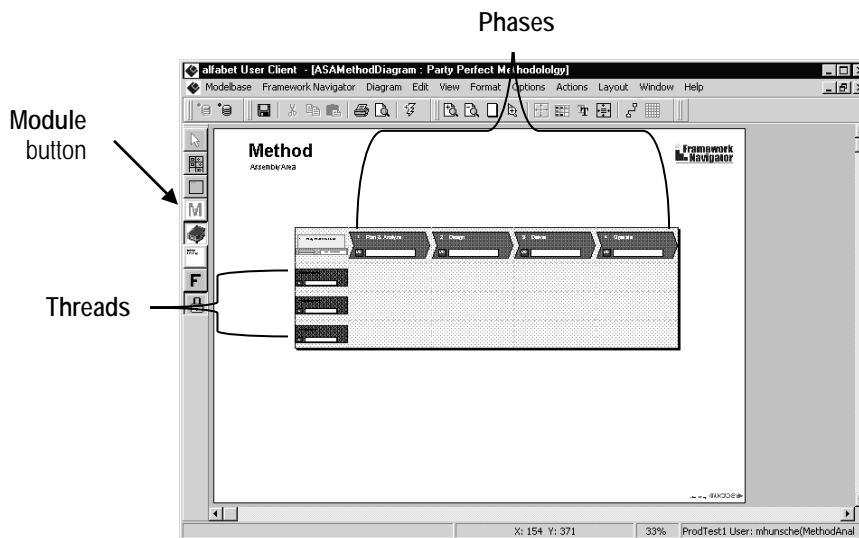 Phases
alfabet User Client - [ASAMethodDiagram : Party Perfect Methodololgy]
Modelbase Framework Navigator Diagram Edit View Format Options Actions Layout Window Help
Module
button
Method
Assembly Area
Framework
Navigator
M
1 Plan & Analyze 2 Design 3 Deliver 4 Operate
F
Threads
X: 154 Y: 371 33% ProdTest1 User: mhunsche(MethodAnal